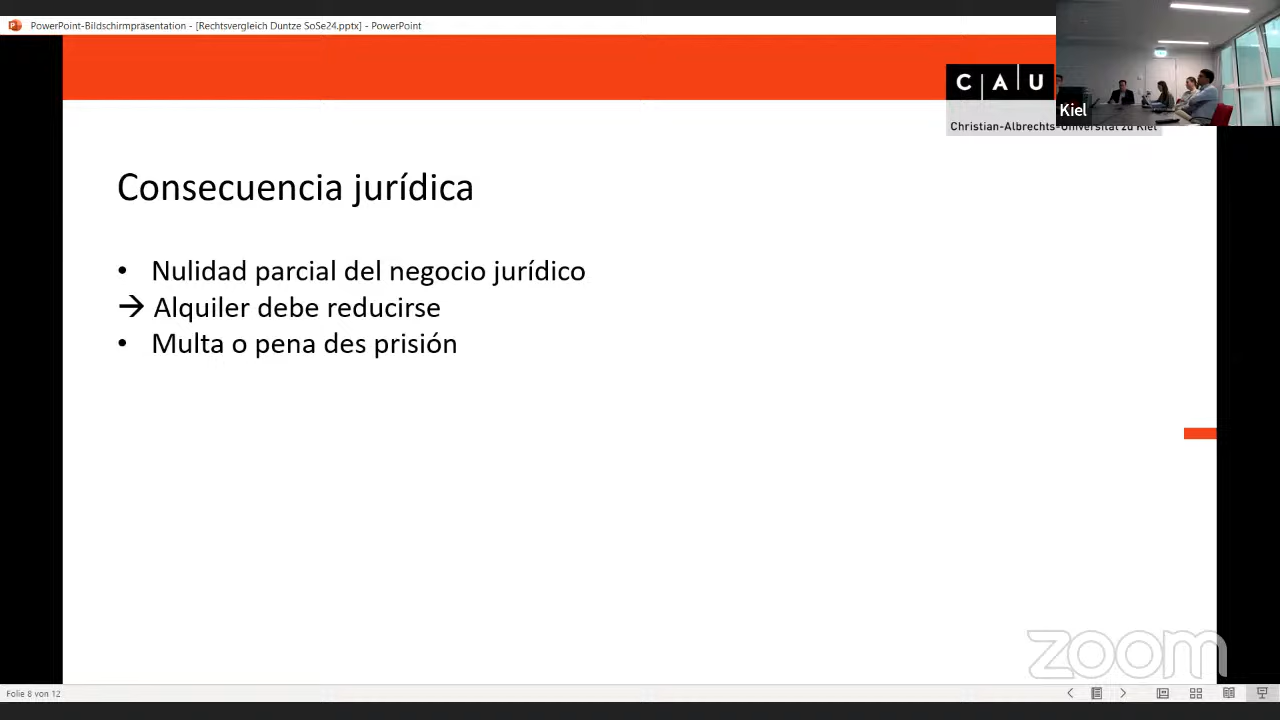 PowerPoint-Bildschirmpräsentation - [Rechtsvergleich Duntze SoSe24.pptx] - PowerPoint
C A U
Christian-Albrechts-Universität zu Kiel
Kiel
Consecuencia jurídica
• Nulidad parcial del negocio jurídico
→ Alquiler debe reducirse
• Multa o pena des prisión
zoom
Folie 8 von 12